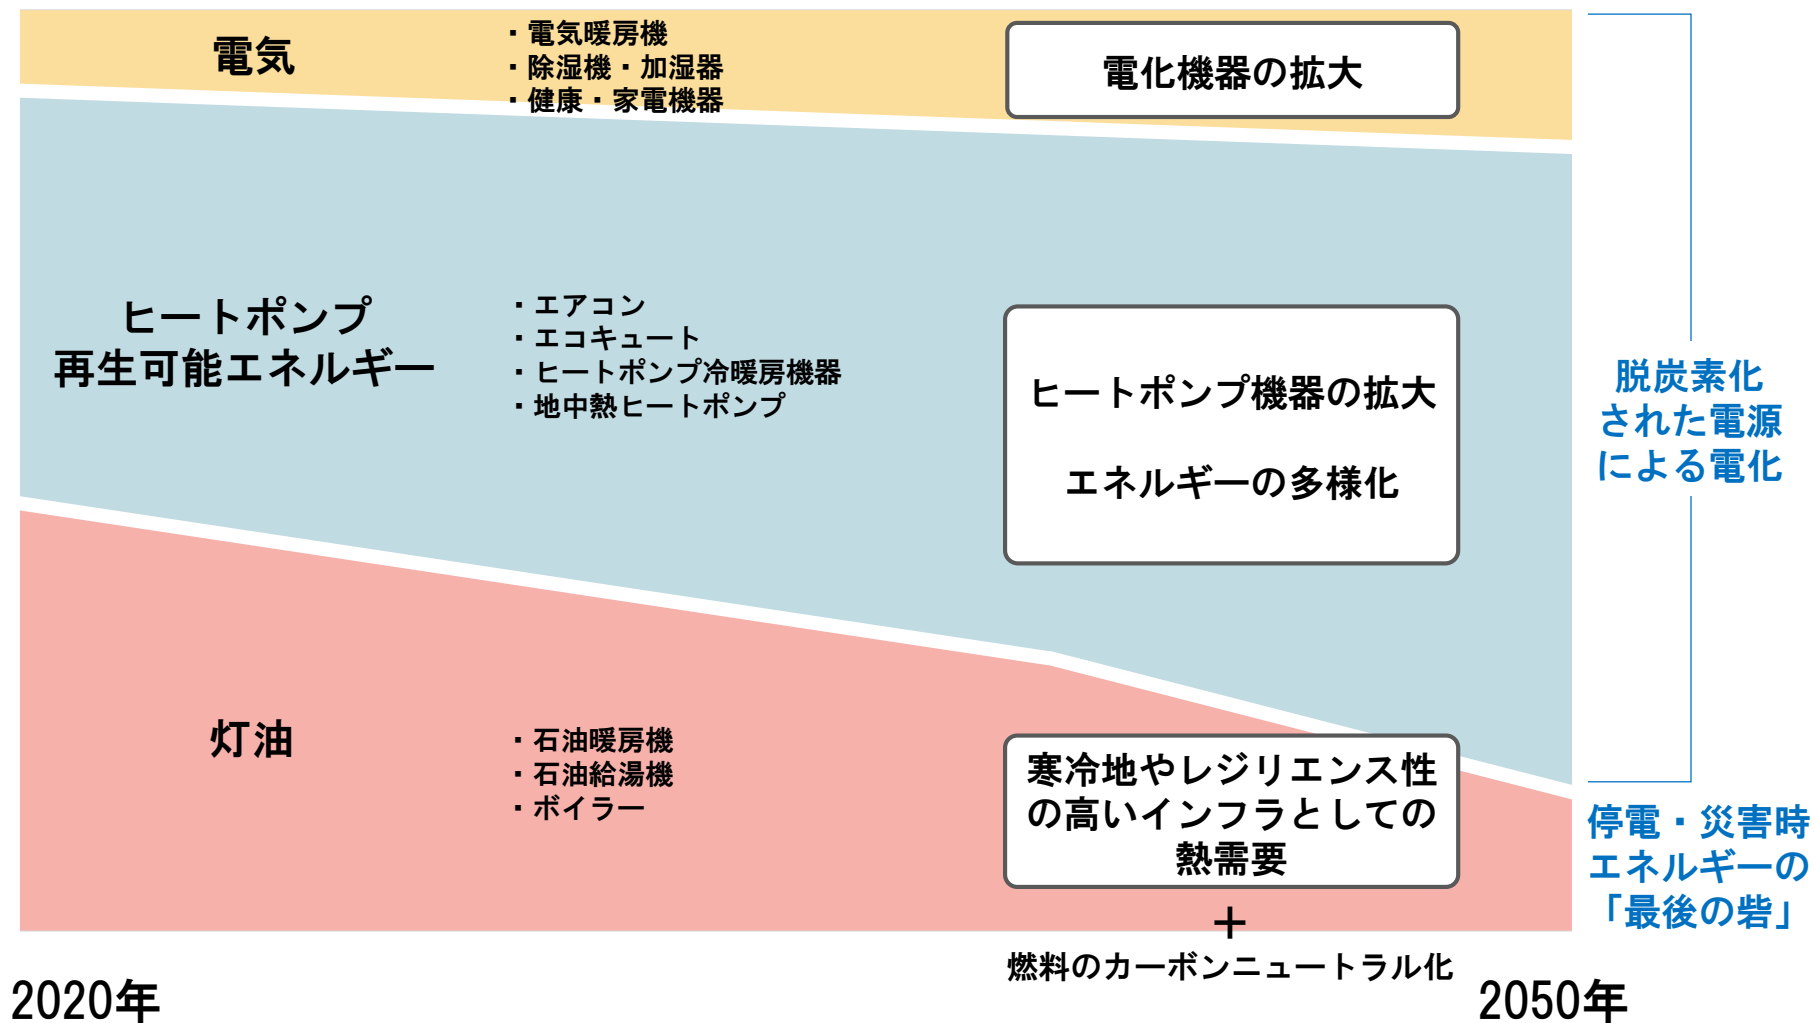 電気
・電気暖房機
・除湿機・加湿器
・健康・家電機器
電化機器の拡大
ヒートポンプ
再生可能エネルギー
・エアコン
・エコキュート
・ヒートポンプ冷暖房機器
・地中熱ヒートポンプ
ヒートポンプ機器の拡大
エネルギーの多様化
脱炭素化
された電源
による電化
灯油
・石油暖房機
・石油給湯機
・ボイラー
寒冷地やレジリエンス性
の高いインフラとしての
熱需要
＋
燃料のカーボンニュートラル化
停電・災害時
エネルギーの
「最後の砦」
2020年
2050年